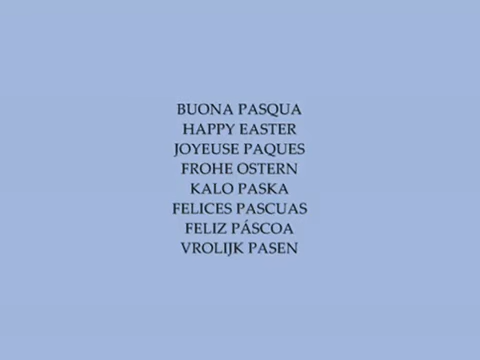 BUONA PASQUA
HAPPY EASTER
JOYEUSE PAQUES
FROHE OSTERN
KALO PASKA
FELICES PASCUAS
FELIZ PÁSCOA
VROLIJK PASEN